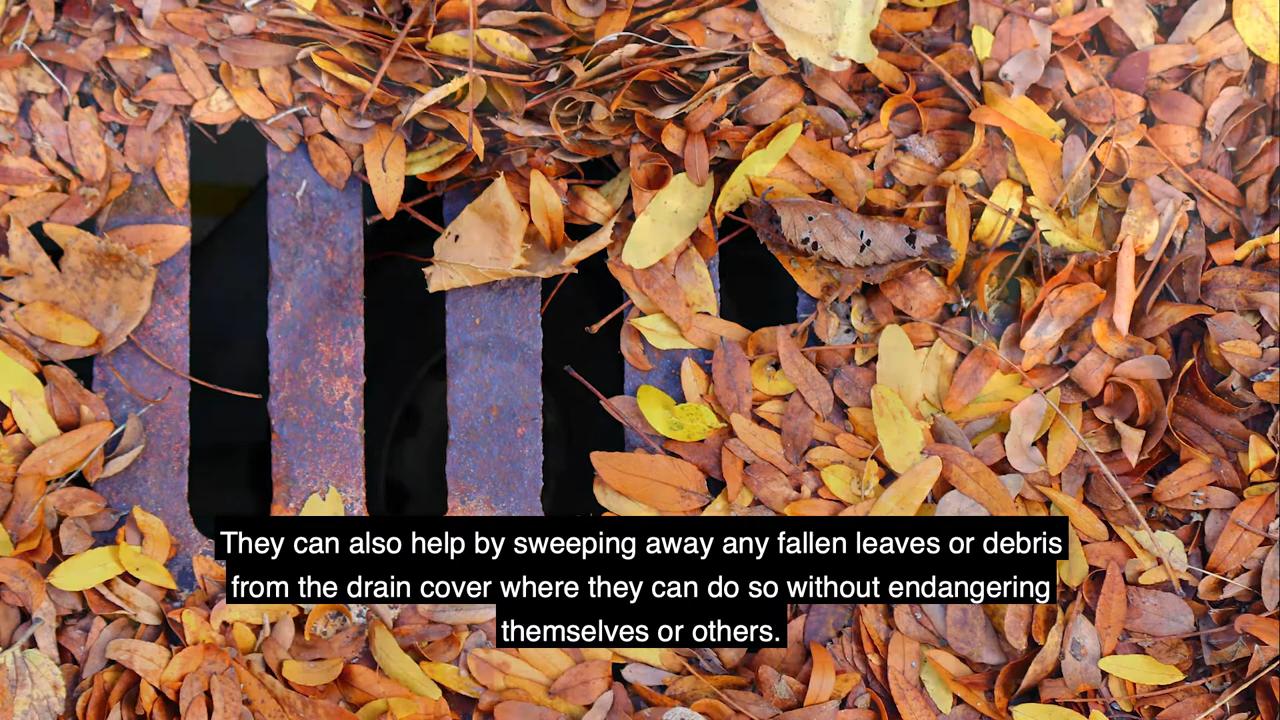 They can also help by sweeping away any fallen leaves or debris
from the drain cover where they can do so without endangering
themselves or others.